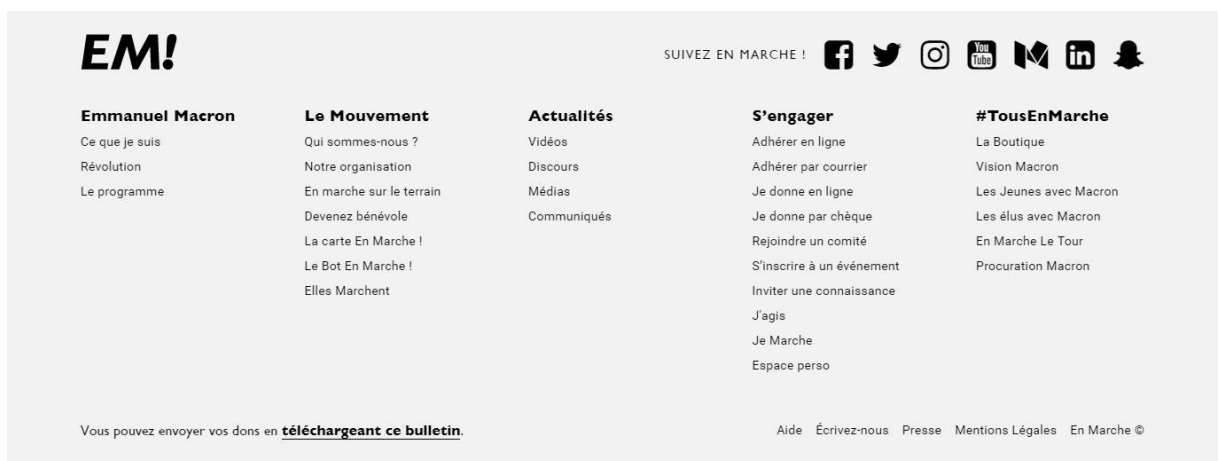 EM!
SUIVEZ EN MARCHE !
You
Tube
in
Emmanuel Macron
Ce que je suis
Révolution
Le programme
Le Mouvement
Qui sommes-nous ?
Notre organisation
En marche sur le terrain
Devenez bénévole
La carte En Marche !
Le Bot En Marche !
Elles Marchent
Actualités
Vidéos
Discours
Médias
Communiqués
S'engager
Adhérer en ligne
Adhérer par courrier
Je donne en ligne
Je donne par chèque
Rejoindre un comité
S'inscrire à un événement
Inviter une connaissance
J'agis
Je Marche
Espace perso
#TousEnMarche
La Boutique
Vision Macron
Les Jeunes avec Macron
Les élus avec Macron
En Marche Le Tour
Procuration Macron
Vous pouvez envoyer vos dons en téléchargeant ce bulletin.
Aide Écrivez-nous Presse Mentions Légales En Marche ©